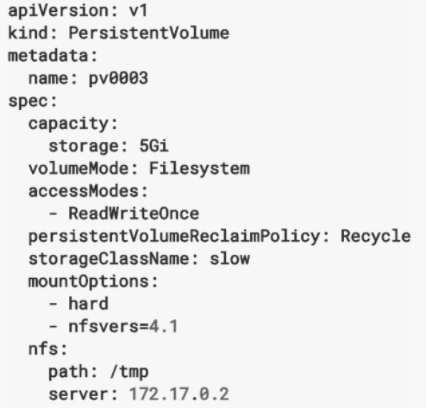 apiVersion: v1
kind: PersistentVolume
metadata:
  name: pv0003
spec:
  capacity:
    storage: 5Gi
  volumeMode: Filesystem
  accessModes:
    - ReadWriteOnce
  persistentVolumeReclaimPolicy: Recycle
  storageClassName: slow
  mountOptions:
    - hard
    - nfsvers=4.1
  nfs:
    path: /tmp
    server: 172.17.0.2